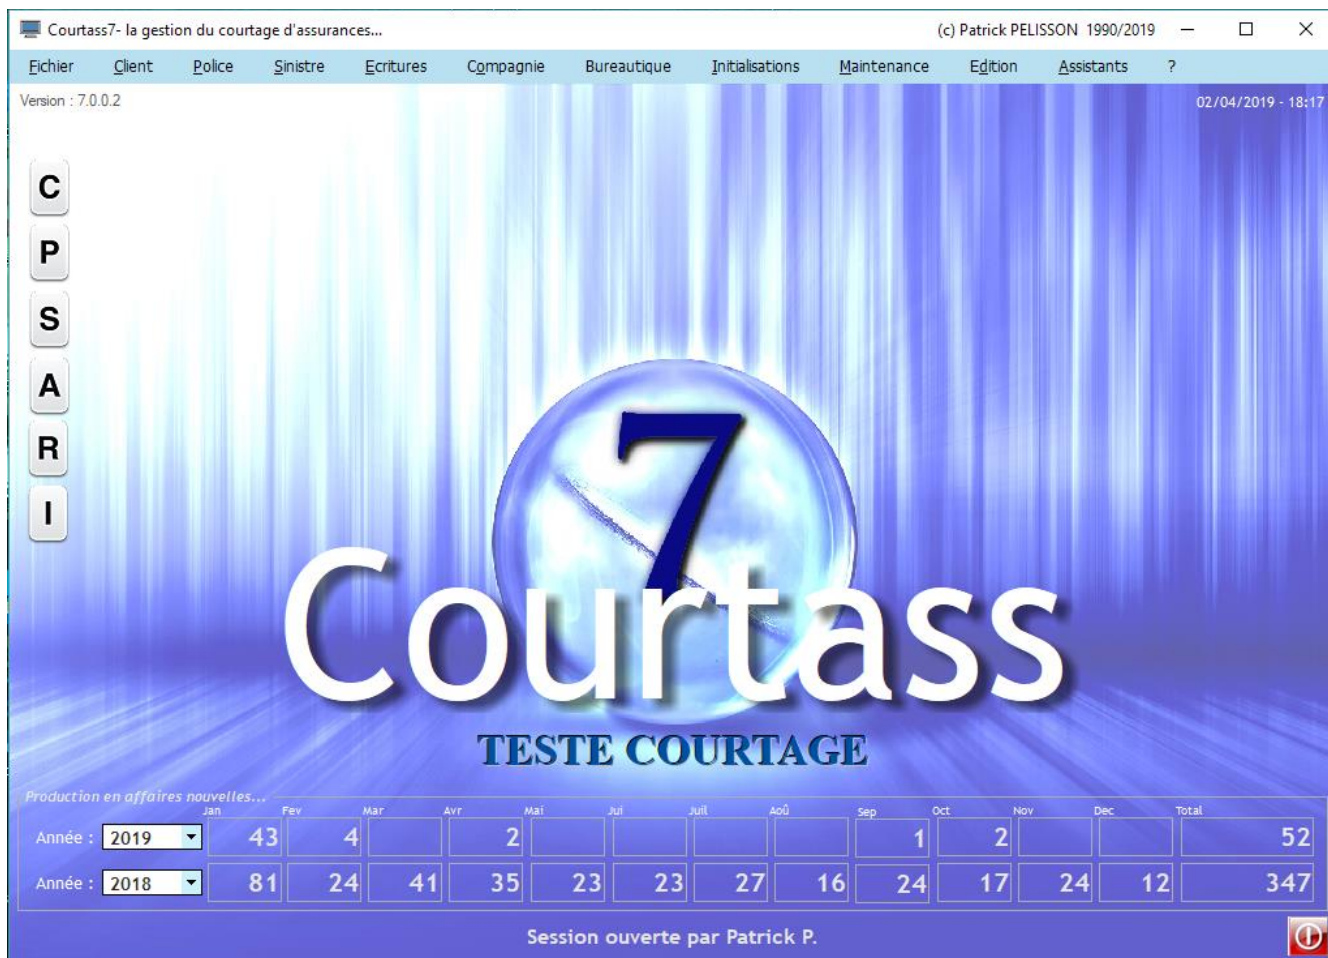 Courtass7- la gestion du courtage d'assurances... (c) Patrick PELISSON 1990/2019
Fichier Client Police Sinistre Ecritures Compagnie Bureautique Initialisations Maintenance Edition Assistants ?
Version : 7.0.0.2 02/04/2019 - 18:17
C
P
S
A
R
I
7
Courtass
TESTE COURTAGE
Production en affaires nouvelles...
Jan Fev Mar Avr Mai Jui Juil Aoû Sep Oct Nov Dec Total
Année : 2019 43 4 2 1 2 52
Année : 2018 81 24 41 35 23 23 27 16 24 17 24 12 347
Session ouverte par Patrick P.